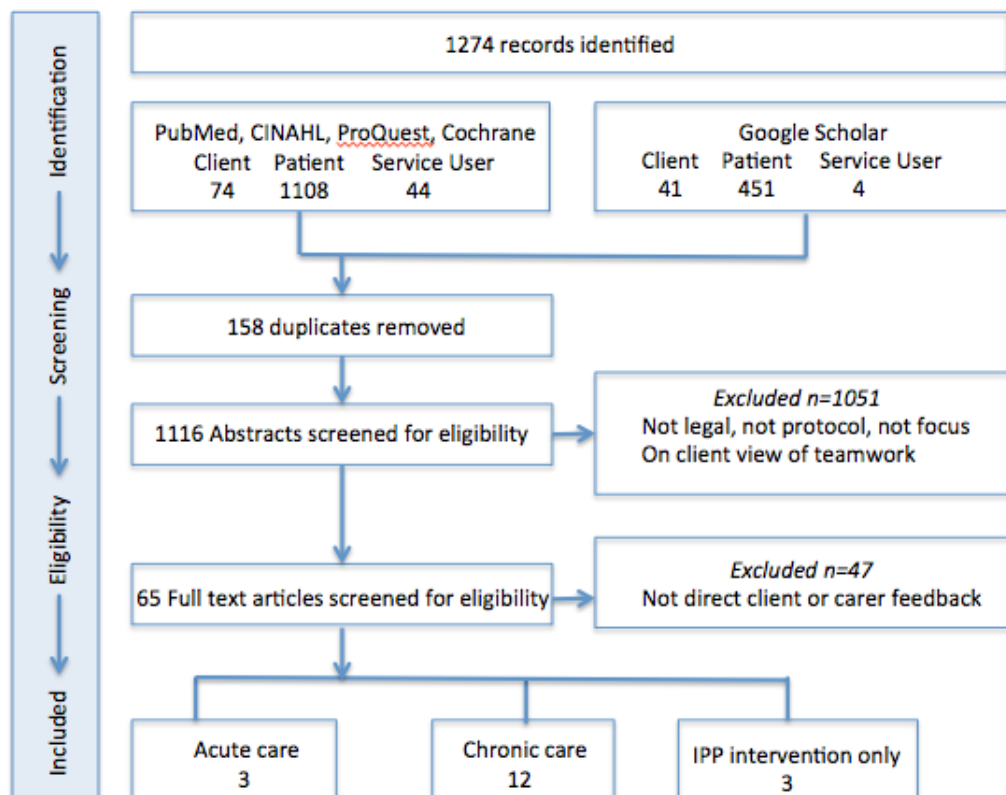 Identification
Screening
Eligibility
Included
1274 records identified
PubMed, CINAHL, ProQuest, Cochrane
Client Patient Service User
74 1108 44
Google Scholar
Client Patient Service User
41 451 4
158 duplicates removed
1116 Abstracts screened for eligibility
Excluded n=1051
Not legal, not protocol, not focus
On client view of teamwork
65 Full text articles screened for eligibility
Excluded n=47
Not direct client or carer feedback
Acute care
3
Chronic care
12
IPP intervention only
3